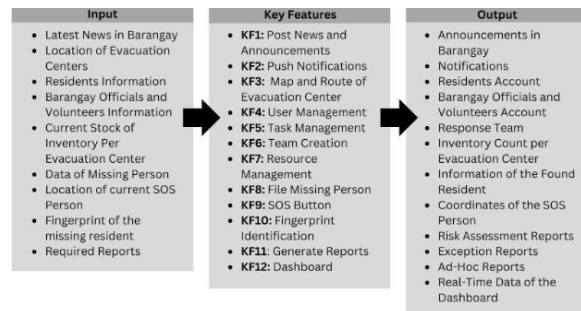 Input
• Latest News in Barangay
• Location of Evacuation
Centers
• Residents Information
• Barangay Officials and
Volunteers Information
• Current Stock of
Inventory Per
Evacuation Center
• Data of Missing Person
• Location of current SOS
Person
• Fingerprint of the
missing resident
• Required Reports
Key Features
• KF1: Post News and
Announcements
• KF2: Push Notifications
• KF3  Map and Route of
Evacuation Center
• KF4: User Management
• KF5: Task Management
• KF6: Team Creation
• KF7: Resource
Management
• KF8: File Missing Person
• KF9: SOS Button
• KF10: Fingerprint
Identification
• KF11: Generate Reports
• KF12: Dashboard
Output
• Announcements in
Barangay
• Notifications
• Residents Account
• Barangay Officials and
Volunteers Account
• Response Team
• Inventory Count per
Evacuation Center
• Information of the Found
Resident
• Coordinates of the SOS
Person
• Risk Assessment Reports
• Exception Reports
• Ad-Hoc Reports
• Real-Time Data of the
Dashboard